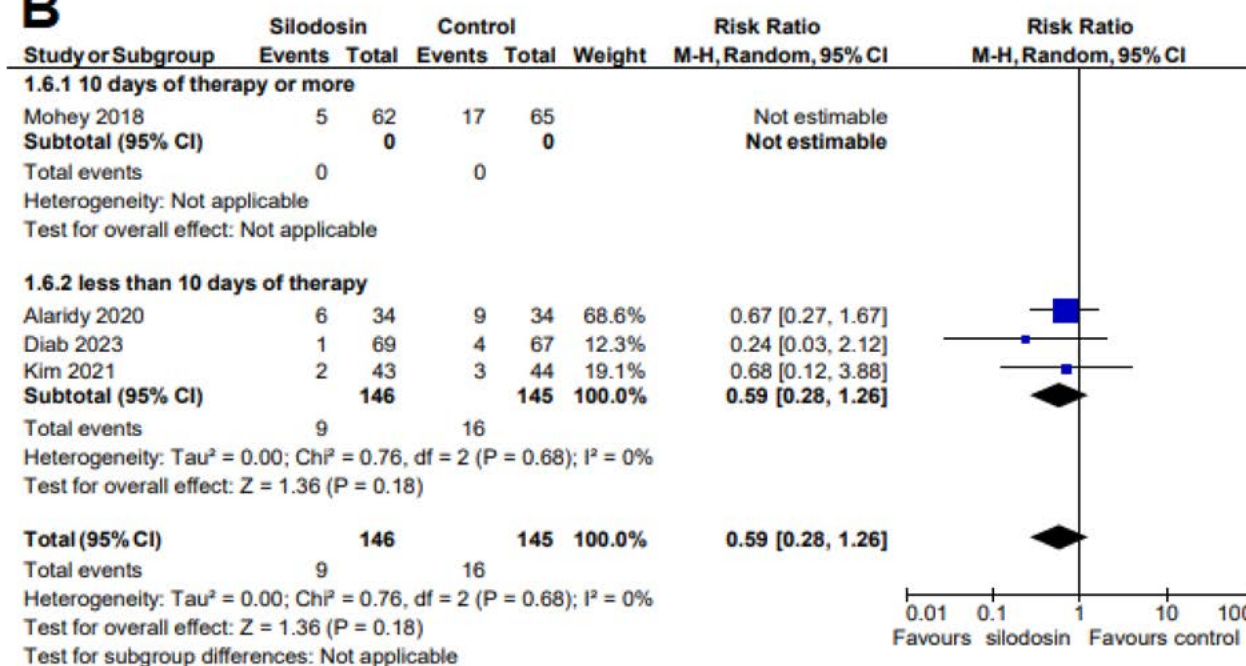 B
Silodosin Control Risk Ratio Risk Ratio
Study or Subgroup Events Total Events Total Weight M-H, Random, 95% CI M-H, Random, 95% CI
1.6.1 10 days of therapy or more
Mohey 2018 5 62 17 65 Not estimable
Subtotal (95% CI) 0 0 Not estimable
Total events 0 0
Heterogeneity: Not applicable
Test for overall effect: Not applicable
1.6.2 less than 10 days of therapy
Alaridy 2020 6 34 9 34 68.6% 0.67 [0.27, 1.67]
Diab 2023 1 69 4 67 12.3% 0.24 [0.03, 2.12]
Kim 2021 2 43 3 44 19.1% 0.68 [0.12, 3.88]
Subtotal (95% CI) 146 145 100.0% 0.59 [0.28, 1.26]
Total events 9 16
Heterogeneity: Tau² = 0.00; Chi² = 0.76, df = 2 (P = 0.68); I² = 0%
Test for overall effect: Z = 1.36 (P = 0.18)
Total (95% CI) 146 145 100.0% 0.59 [0.28, 1.26]
Total events 9 16
Heterogeneity: Tau² = 0.00; Chi² = 0.76, df = 2 (P = 0.68); I² = 0%
Test for overall effect: Z = 1.36 (P = 0.18)
Test for subgroup differences: Not applicable
0.01 0.1 1 10 100
Favours silodosin Favours control